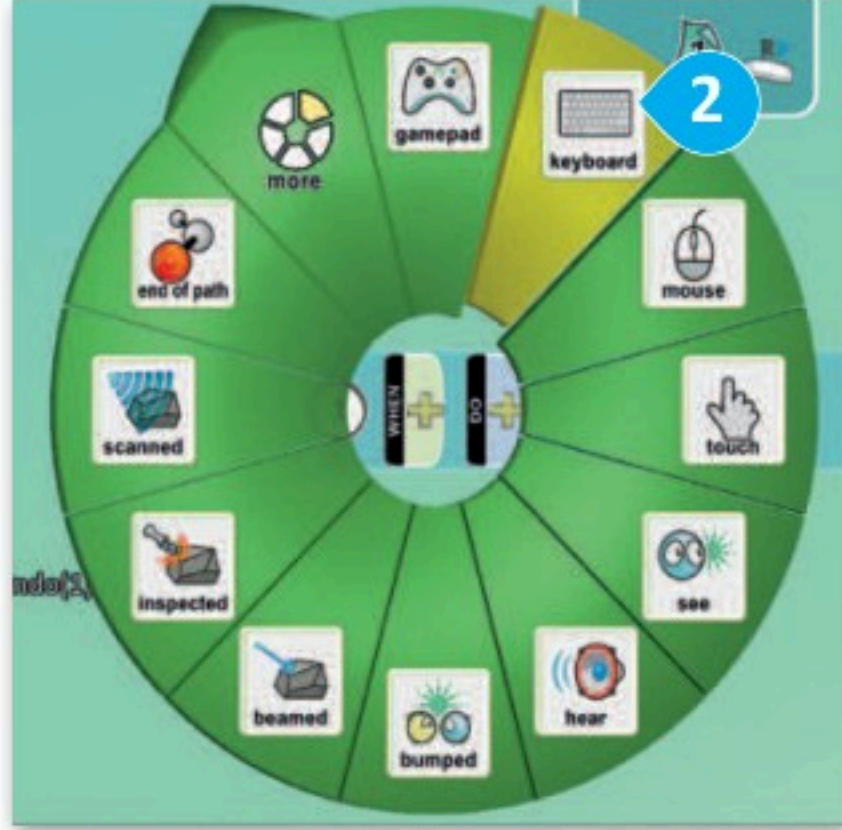 gamepad
keyboard
2
more
mouse
end of path
WHEN
DO
scanned
touch
inspected
see
beamed
hear
bumped